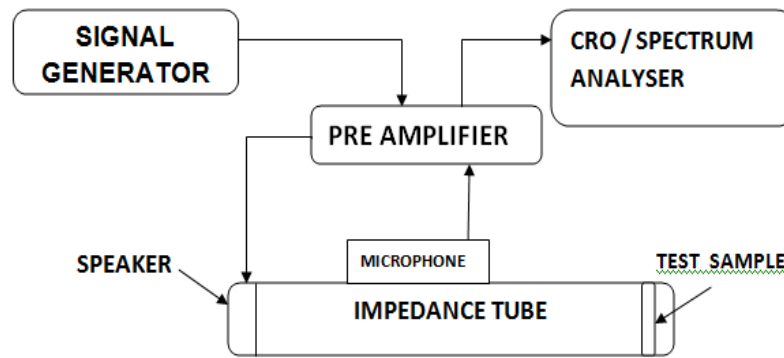 SIGNAL
GENERATOR
CRO / SPECTRUM
ANALYSER
PRE AMPLIFIER
SPEAKER
MICROPHONE
TEST SAMPLE
IMPEDANCE TUBE